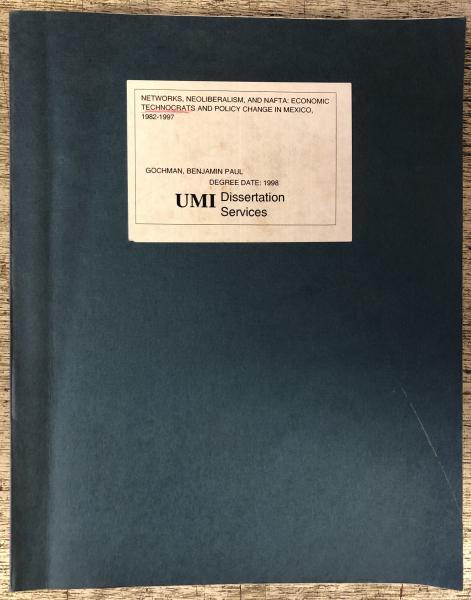 NETWORKS, NEOLIBERALISM, AND NAFTA: ECONOMIC
TECHNOCRATS AND POLICY CHANGE IN MEXICO,
1982-1997
GOCHMAN, BENJAMIN PAUL
DEGREE DATE: 1998
UMI Dissertation
Services